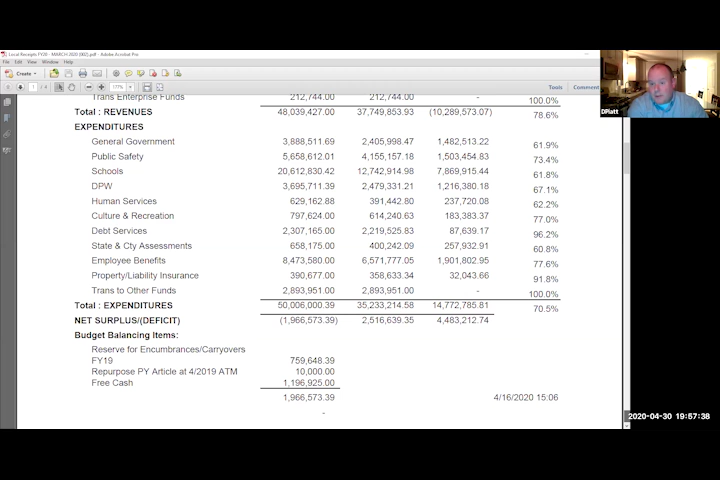 Local Receipts FY20 - MARCH-2020 (002).pdf - Adobe Acrobat Pro
File Edit View Window Help
Create
Tools Comment
Trans Enterprise Funds 212,744.00 212,744.00 - 100.0%
Total : REVENUES 48,039,427.00 37,749,853.93 (10,289,573.07) 78.6%
EXPENDITURES
General Government 3,888,511.69 2,405,998.47 1,482,513.22 61.9%
Public Safety 5,658,612.01 4,155,157.18 1,503,454.83 73.4%
Schools 20,612,830.42 12,742,914.98 7,869,915.44 61.8%
DPW 3,695,711.39 2,479,331.21 1,216,380.18 67.1%
Human Services 629,162.88 391,442.80 237,720.08 62.2%
Culture & Recreation 797,624.00 614,240.63 183,383.37 77.0%
Debt Services 2,307,165.00 2,219,525.83 87,639.17 96.2%
State & Cty Assessments 658,175.00 400,242.09 257,932.91 60.8%
Employee Benefits 8,473,580.00 6,571,777.05 1,901,802.95 77.6%
Property/Liability Insurance 390,677.00 358,633.34 32,043.66 91.8%
Trans to Other Funds 2,893,951.00 2,893,951.00 - 100.0%
Total : EXPENDITURES 50,006,000.39 35,233,214.58 14,772,785.81 70.5%
NET SURPLUS/(DEFICIT) (1,966,573.39) 2,516,639.35 4,483,212.74
Budget Balancing Items:
Reserve for Encumbrances/Carryovers
FY19 759,648.39
Repurpose PY Article at 4/2019 ATM 10,000.00
Free Cash 1,196,925.00
1,966,573.39 4/16/2020 15:06
-
DPiatt
2020-04-30 19:57:38